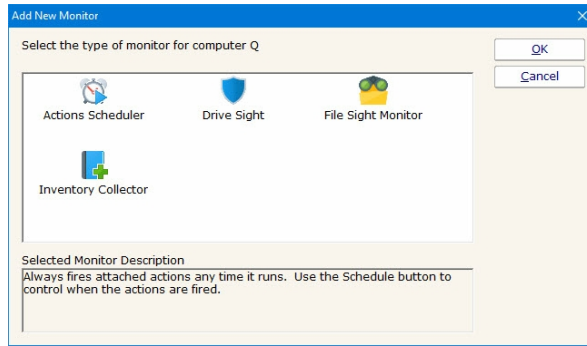 Add New Monitor
Select the type of monitor for computer Q
OK
Cancel
Actions Scheduler
Drive Sight
File Sight Monitor
Inventory Collector
Selected Monitor Description
Always fires attached actions any time it runs.  Use the Schedule button to
control when the actions are fired.